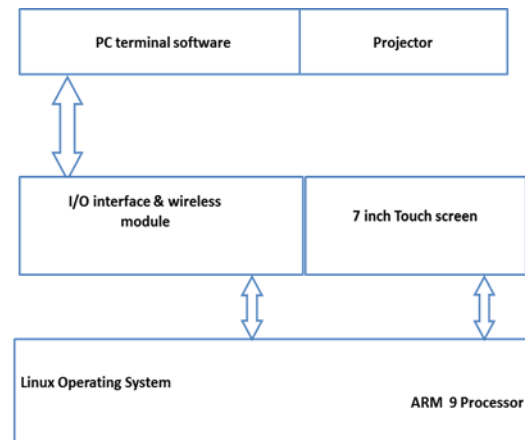 PC terminal software
Projector
I/O interface & wireless
module
7 inch Touch screen
Linux Operating System
ARM 9 Processor